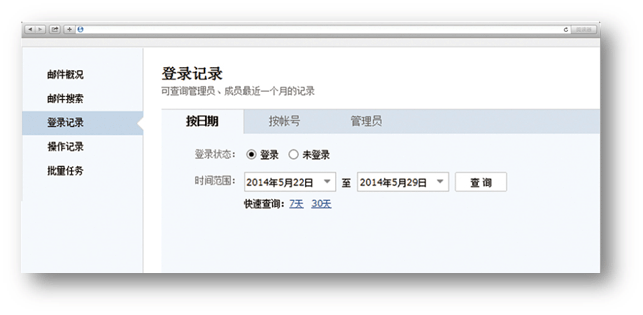 邮件概况
邮件搜索
登录记录
操作记录
批量任务
登录记录
可查询管理员、成员最近一个月的记录
按日期 按帐号 管理员
登录状态： 登录 未登录
时间范围： 2014年5月22日 至 2014年5月29日 查 询
快速查询： 7天 30天